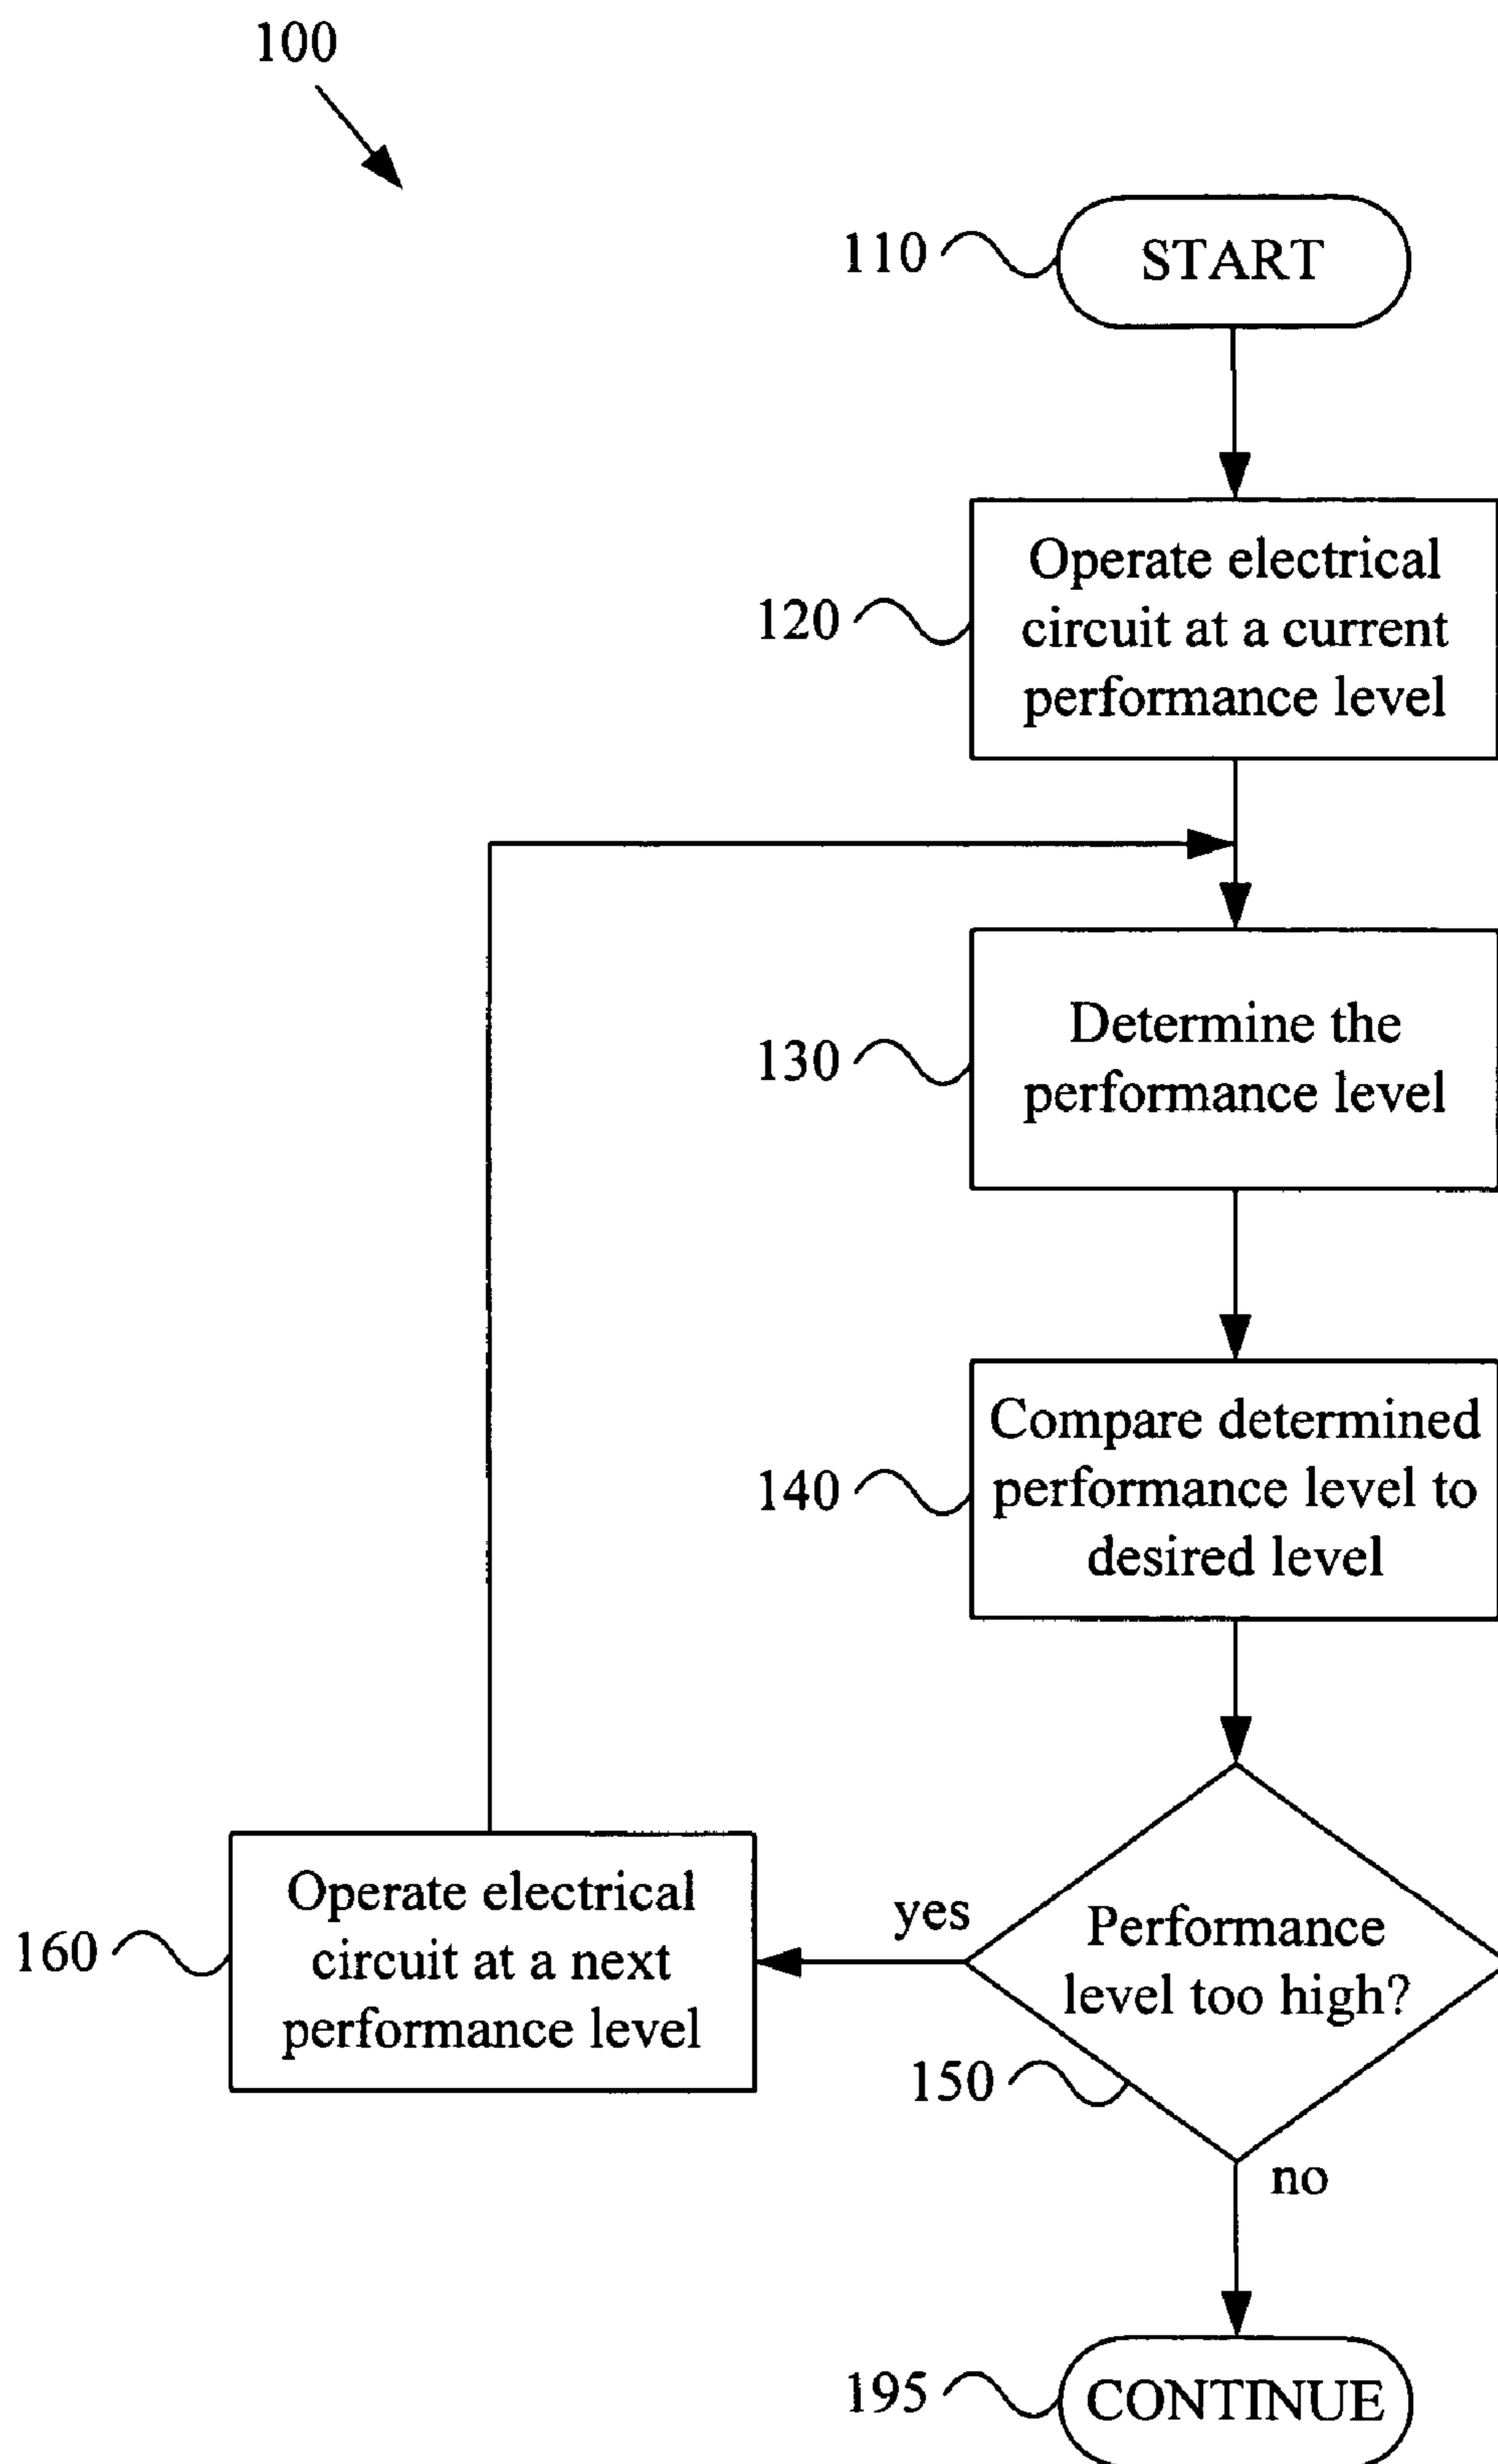 100
110
START
120
Operate electrical
circuit at a current
performance level
130
Determine the
performance level
140
Compare determined
performance level to
desired level
160
Operate electrical
circuit at a next
performance level
yes
Performance
level too high?
150
no
195
CONTINUE